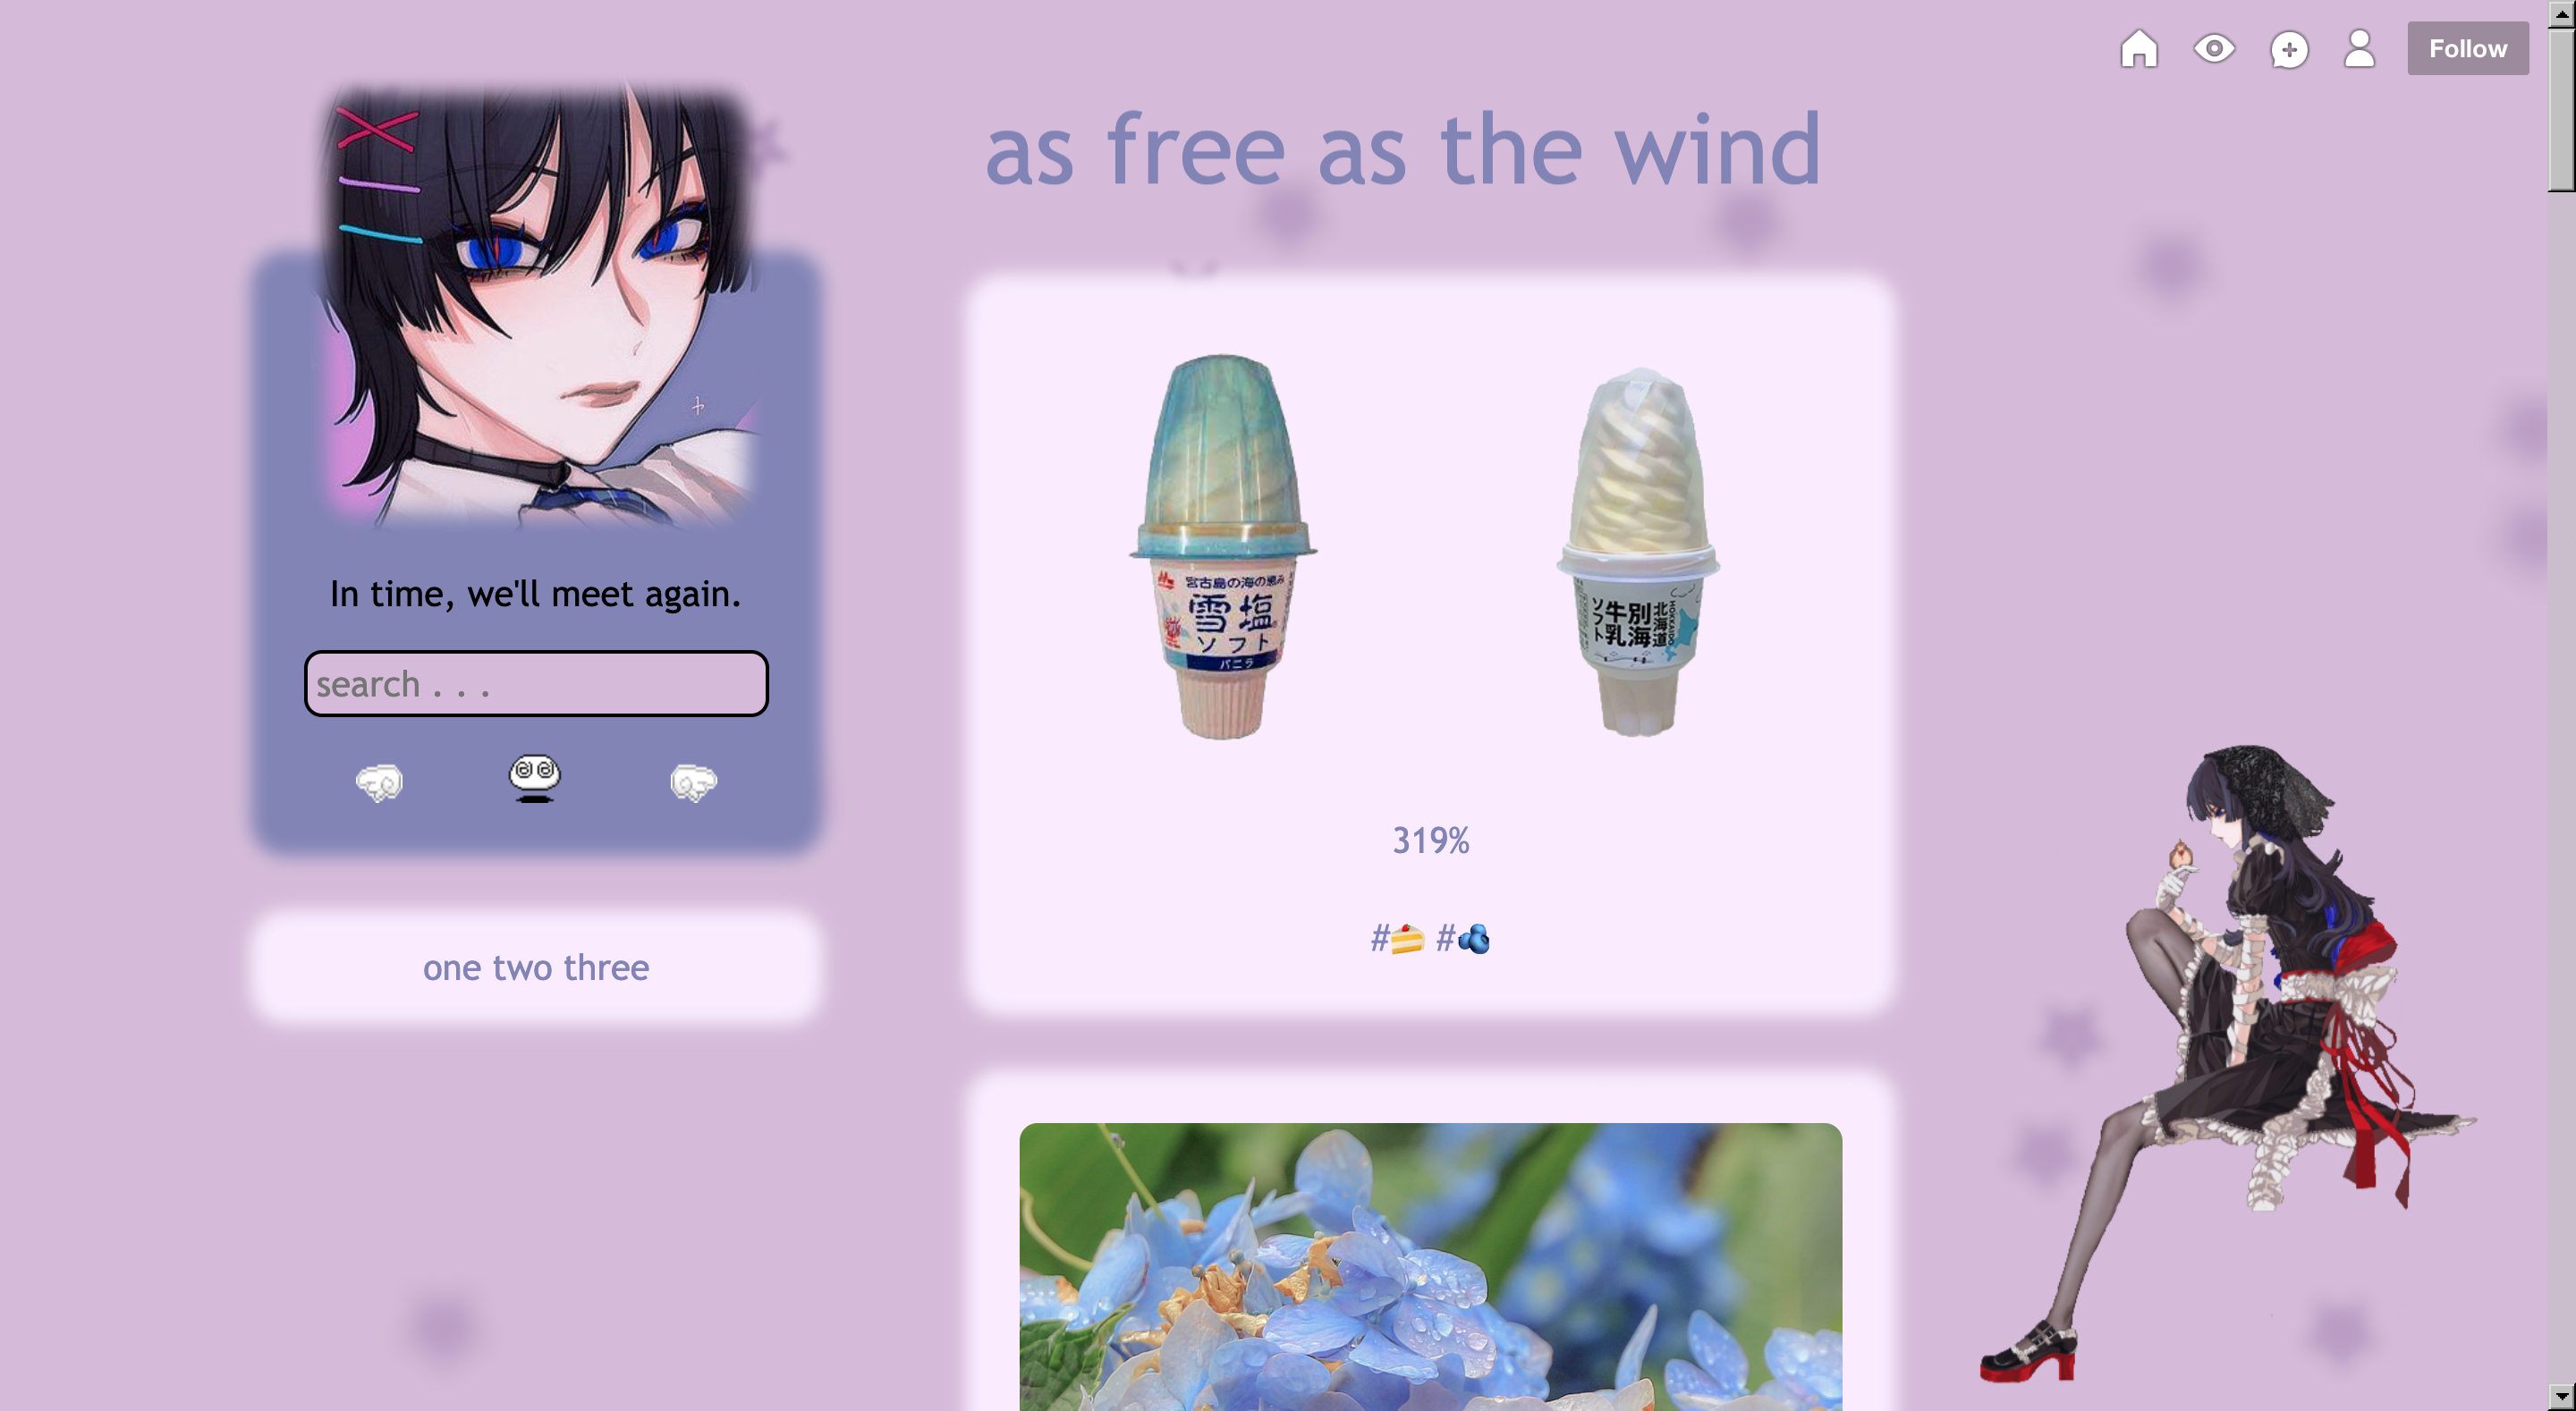 Follow
as free as the wind
In time, we'll meet again.
search . . .
one two three
宮古島の海の恵み
雪塩
ソフト
バニラ
北海道
別海
牛乳
ソフト
HOKKAIDO
319%
#🍰 #🫐